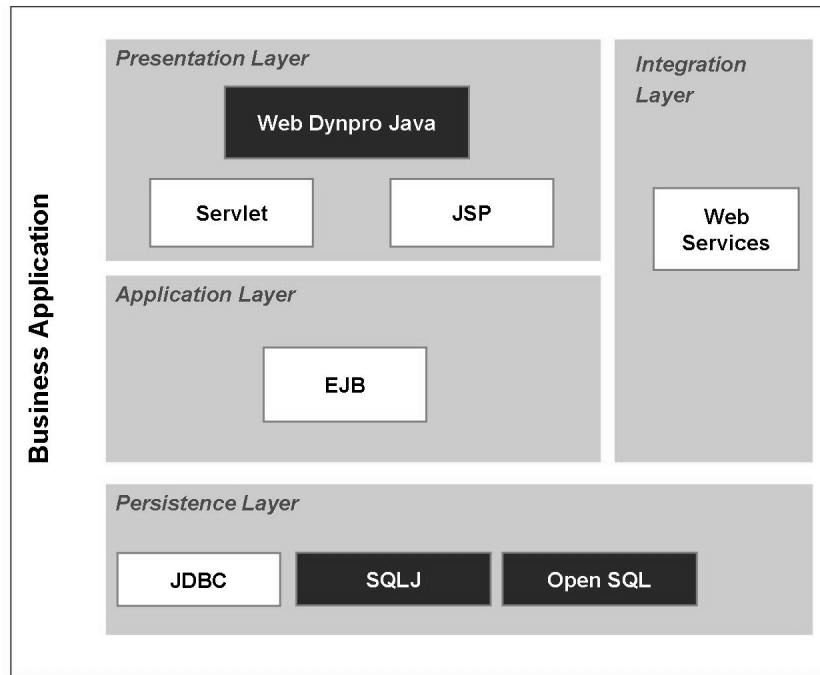 Business Application
Presentation Layer
Web Dynpro Java
Servlet
JSP
Integration
Layer
Web
Services
Application Layer
EJB
Persistence Layer
JDBC
SQLJ
Open SQL